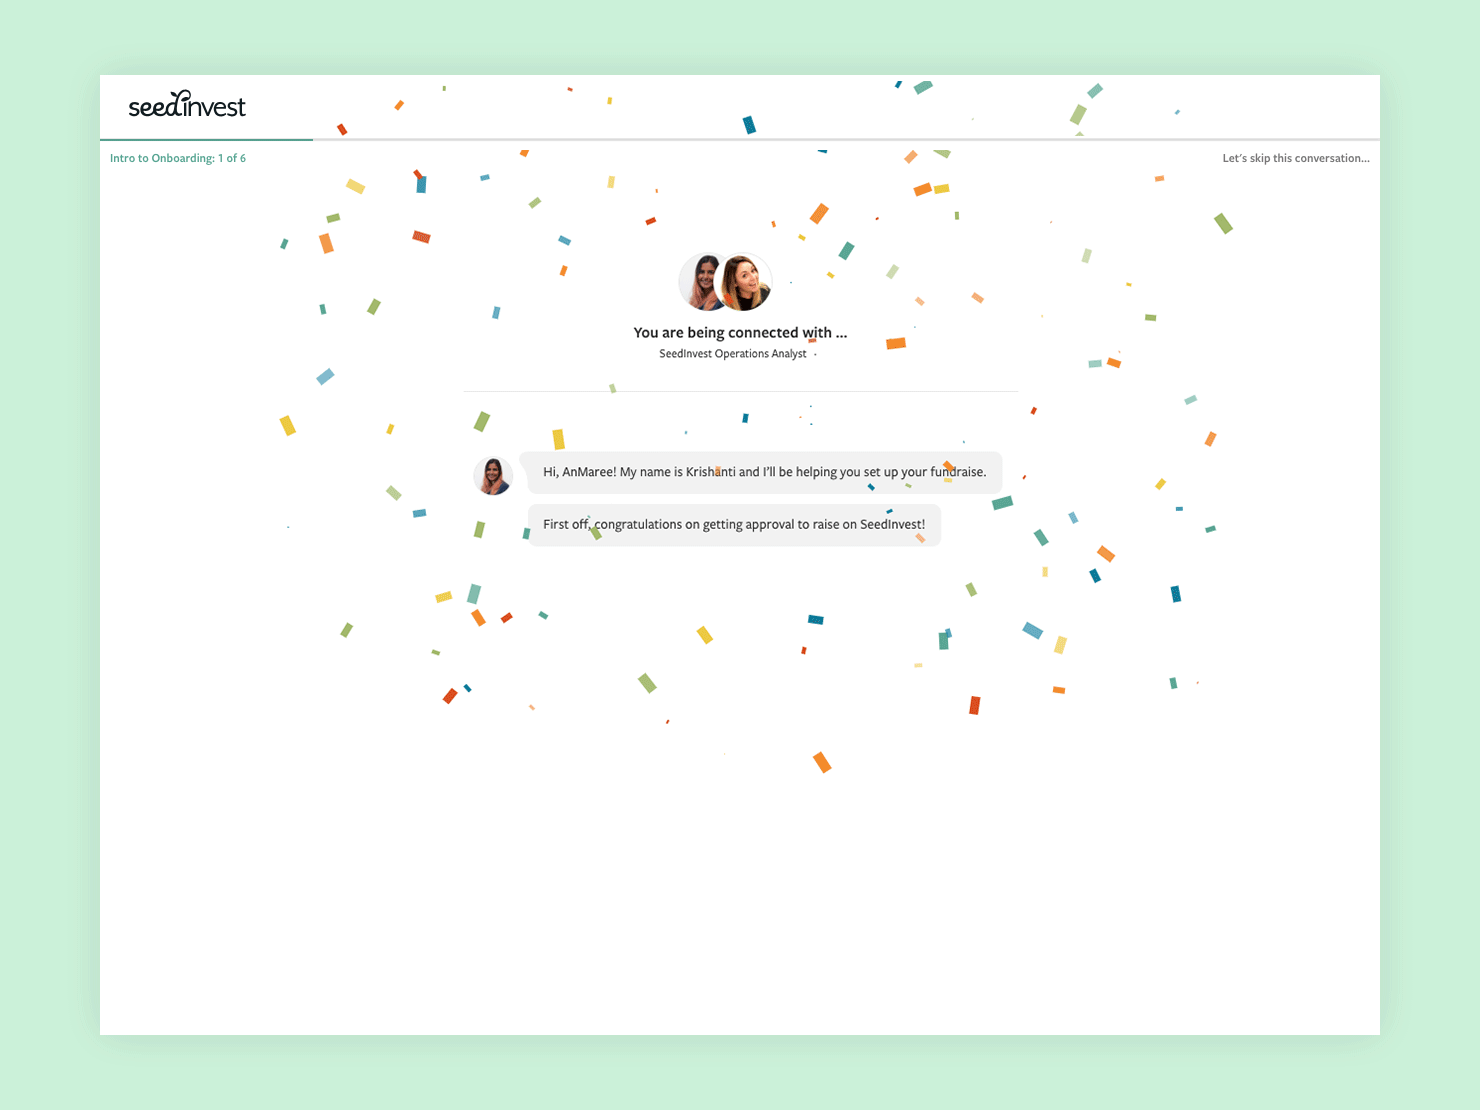 seedinvest
Intro to Onboarding: 1 of 6
Let's skip this conversation...
You are being connected with ...
SeedInvest Operations Analyst
Hi, AnMaree! My name is Krishanti and I'll be helping you set up your fundraise.
First off, congratulations on getting approval to raise on SeedInvest!